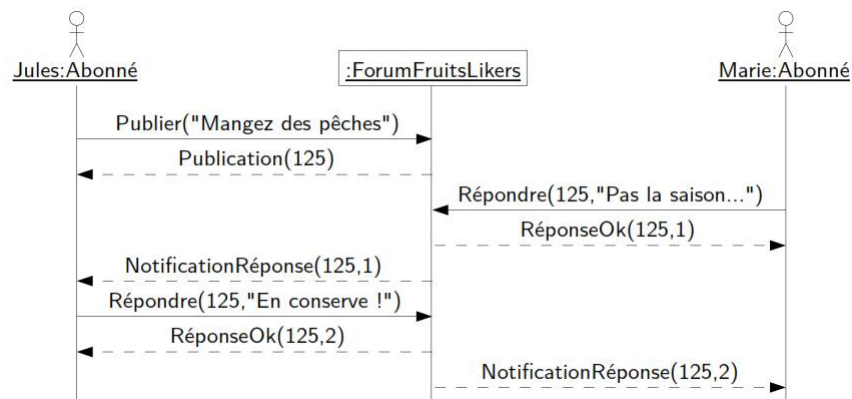 Jules:Abonné
:ForumFruitsLikers
Marie:Abonné
Publier("Mangez des pêches")
Publication(125)
Répondre(125,"Pas la saison...")
RéponseOk(125,1)
NotificationRéponse(125,1)
Répondre(125,"En conserve !")
RéponseOk(125,2)
NotificationRéponse(125,2)